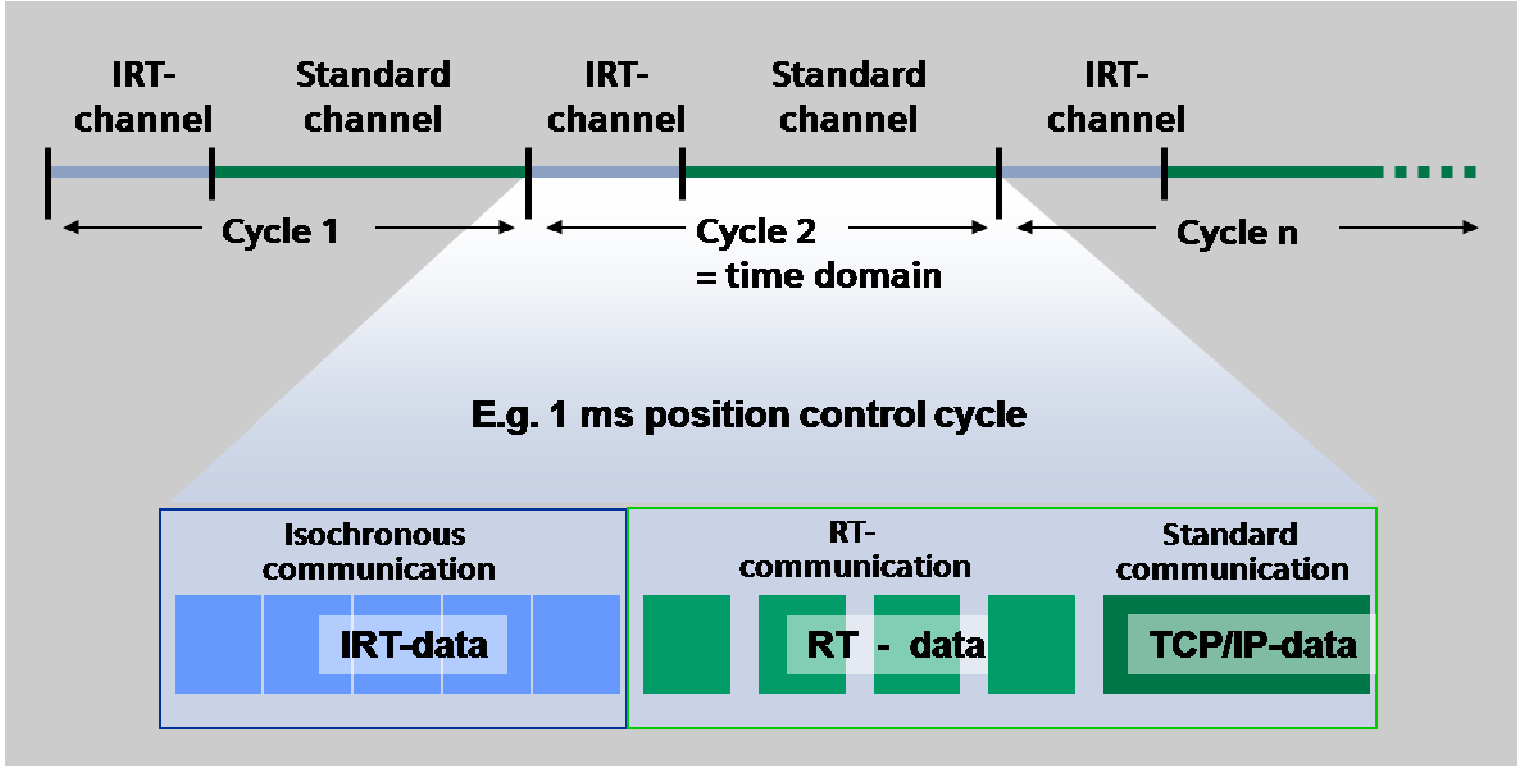 IRT-
channel
Standard
channel
IRT-
channel
Standard
channel
IRT-
channel
Cycle 1
Cycle 2
= time domain
Cycle n
E.g. 1 ms position control cycle
Isochronous
communication
RT-
communication
Standard
communication
IRT-data
RT - data
TCP/IP-data